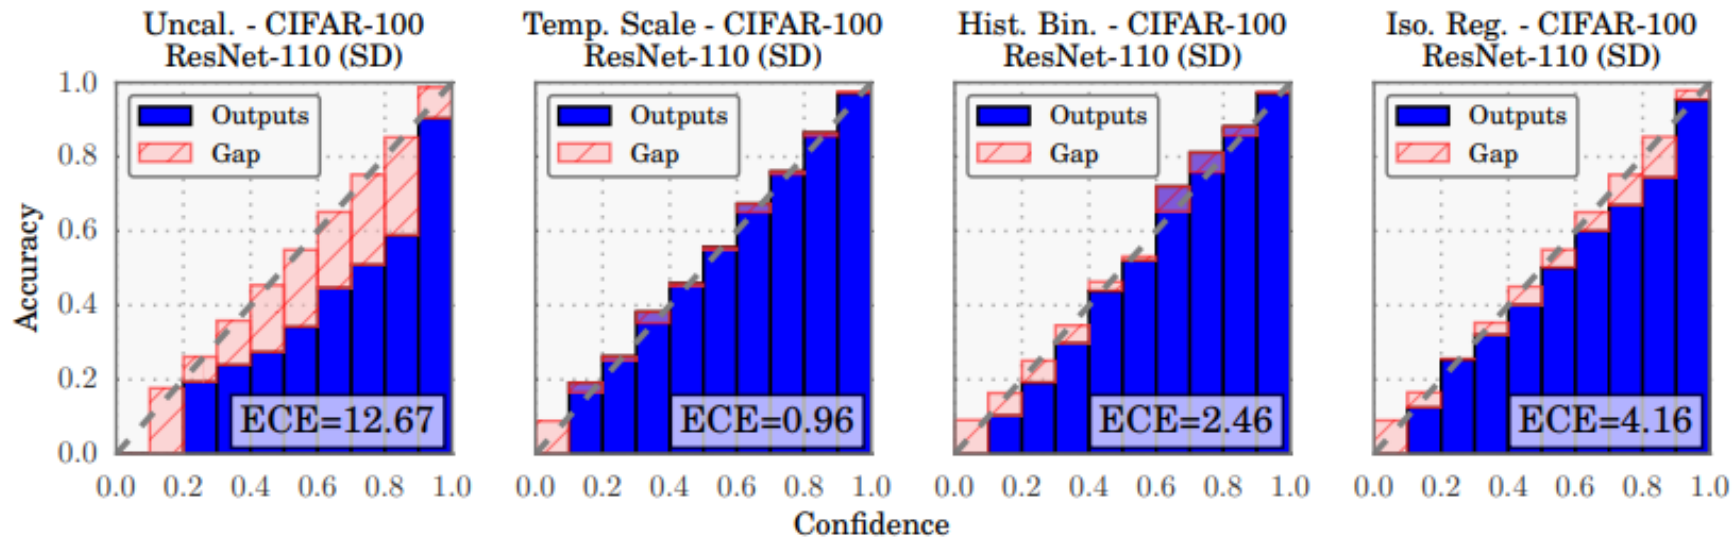 Uncal. - CIFAR-100
ResNet-110 (SD)
Temp. Scale - CIFAR-100
ResNet-110 (SD)
Hist. Bin. - CIFAR-100
ResNet-110 (SD)
Iso. Reg. - CIFAR-100
ResNet-110 (SD)
Accuracy
1.0
0.8
0.6
0.4
0.2
0.0
Outputs
Gap
ECE=12.67
0.0 0.2 0.4 0.6 0.8 1.0
Outputs
Gap
ECE=0.96
0.0 0.2 0.4 0.6 0.8 1.0
Outputs
Gap
ECE=2.46
0.0 0.2 0.4 0.6 0.8 1.0
Outputs
Gap
ECE=4.16
0.0 0.2 0.4 0.6 0.8 1.0
Confidence